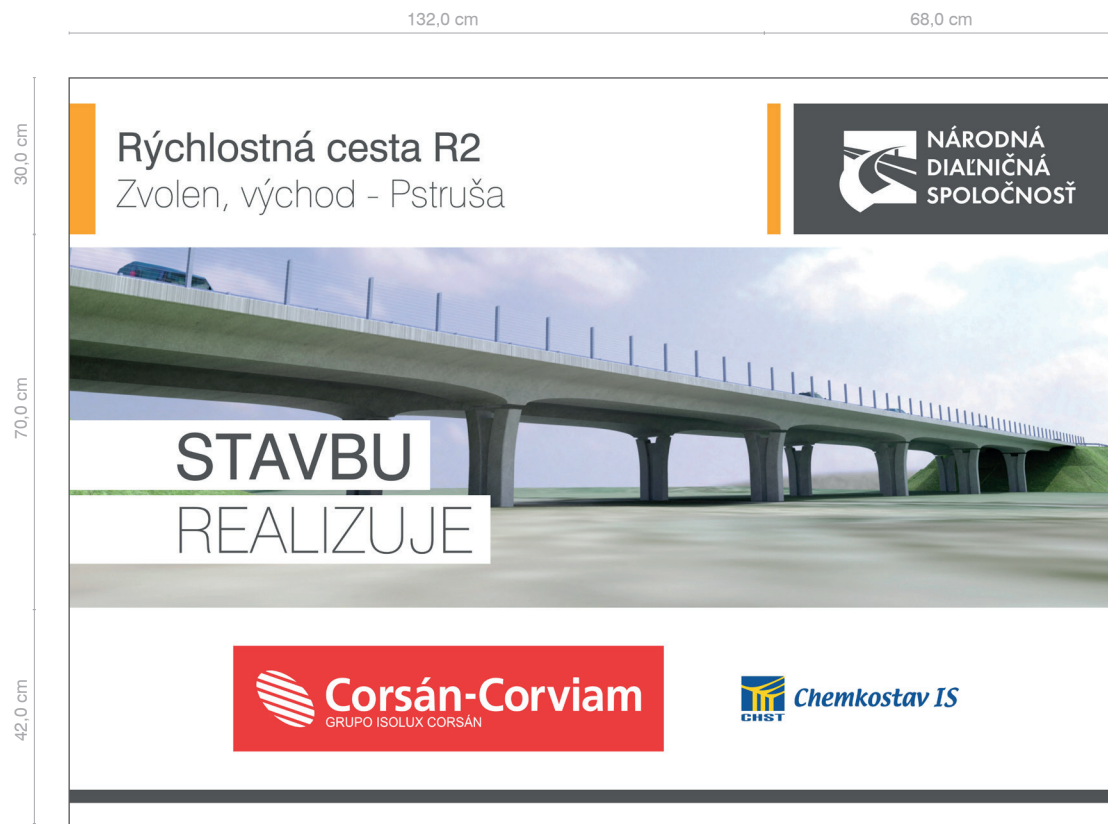 132,0 cm
68,0 cm
30,0 cm
Rýchlostná cesta R2
Zvolen, východ - Pstruša
NÁRODNÁ
DIAĽNIČNÁ
SPOLOČNOSŤ
70,0 cm
STAVBU
REALIZUJE
42,0 cm
Corsán-Corviam
GRUPO ISOLUX CORSÁN
CHST
Chemkostav IS